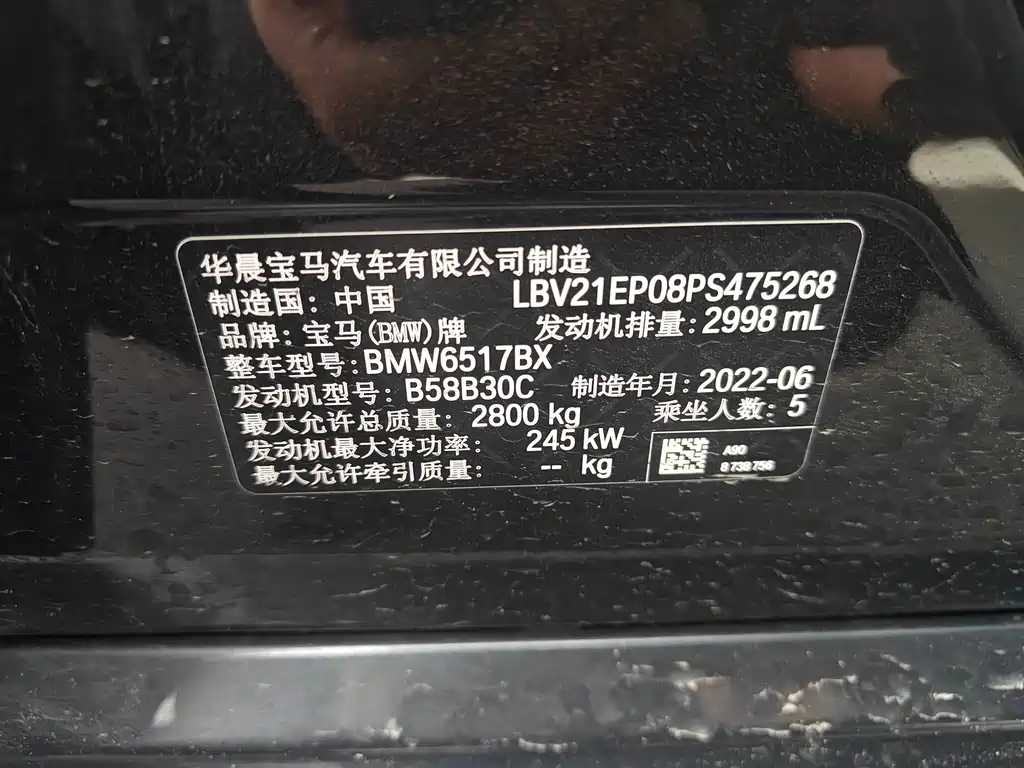 华晨宝马汽车有限公司制造
制造国: 中国 LBV21EP08PS475268
品牌: 宝马(BMW)牌 发动机排量: 2998 mL
整车型号: BMW6517BX
发动机型号: B58B30C 制造年月: 2022-06
最大允许总质量: 2800 kg 乘坐人数: 5
发动机最大净功率: 245 kW
最大允许牵引质量: -- kg
A90
8 738 756